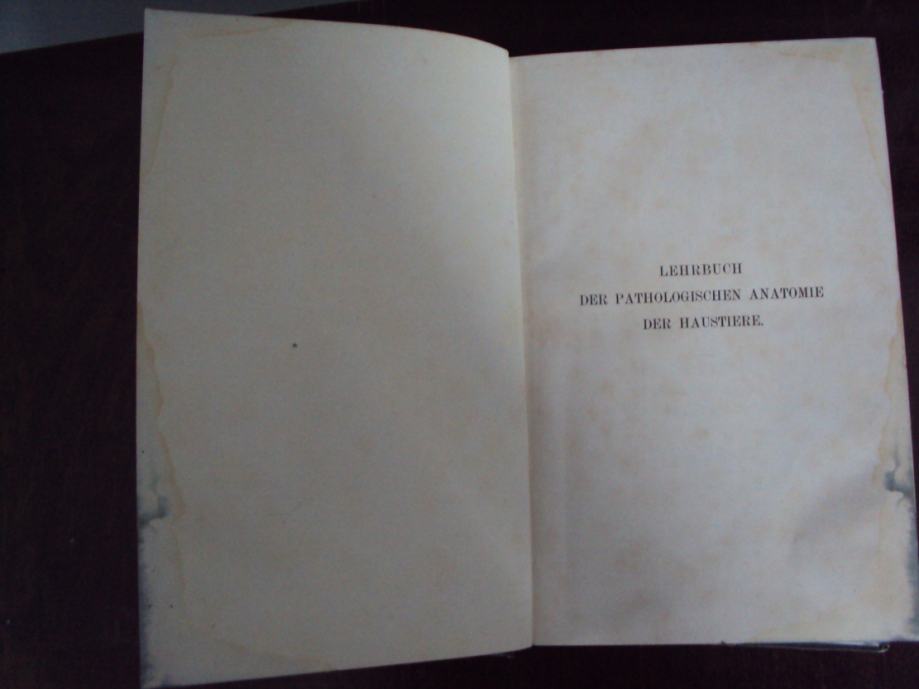 LEHRBUCH
DER PATHOLOGISCHEN ANATOMIE
DER HAUSTIERE.